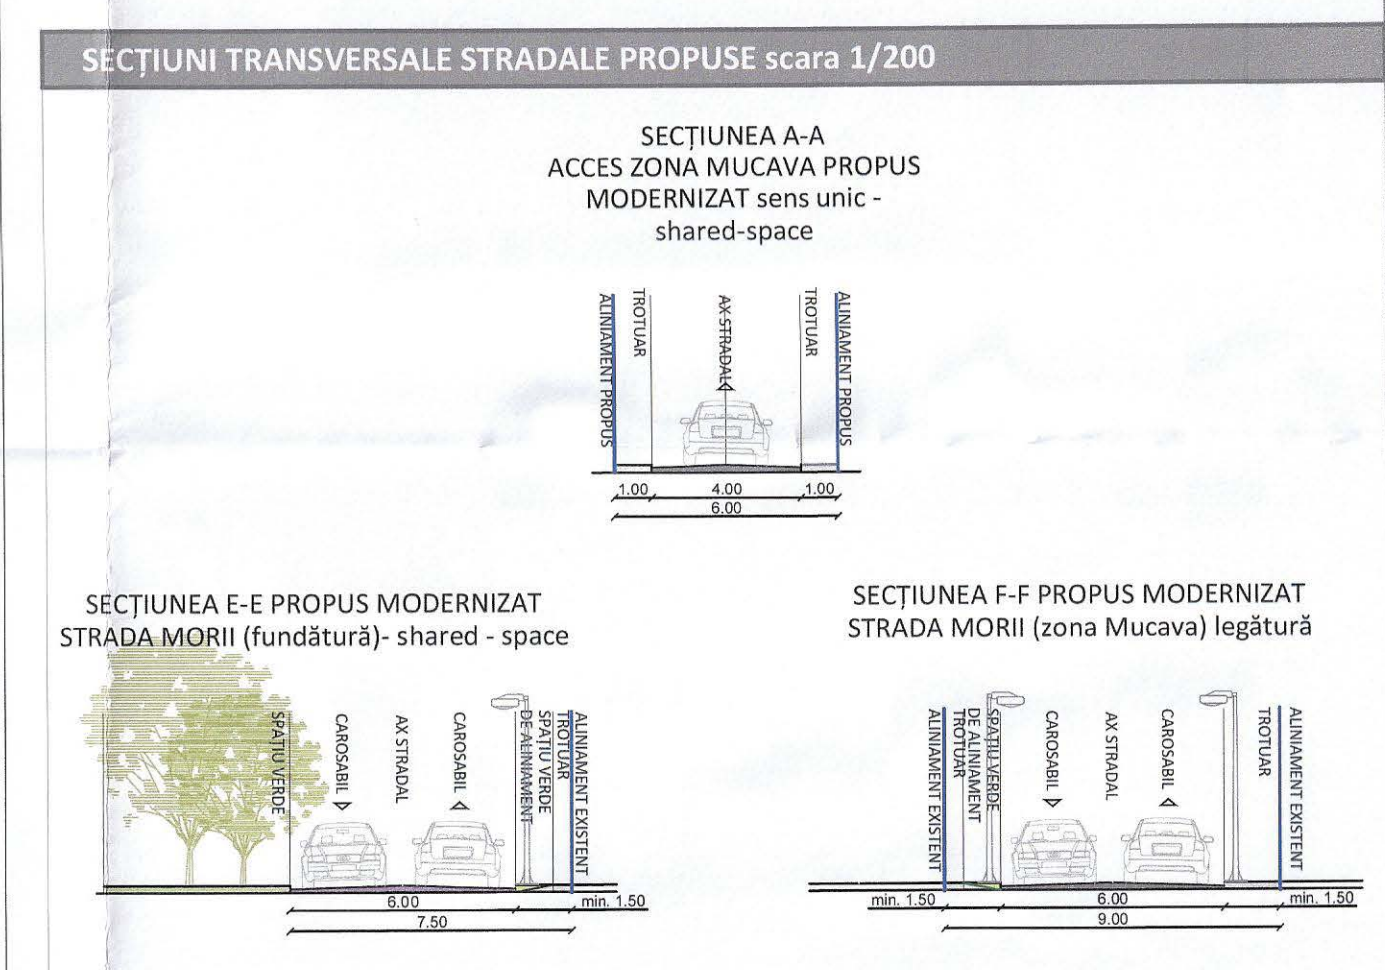 SECȚIUNI TRANSVERSALE STRADALE PROPUSE scara 1/200
SECȚIUNEA A-A
ACCES ZONA MUCAVA PROPUS
MODERNIZAT sens unic -
shared-space
ALINIAMENT PROPUS
TROTUAR
AX STRADAL
TROTUAR
ALINIAMENT PROPUS
1.00 4.00 1.00
6.00
SECȚIUNEA E-E PROPUS MODERNIZAT
STRADA MORII (fundătură)- shared - space
SPAȚIU VERDE
CAROSABIL
AX STRADAL
CAROSABIL
DE ALINIAMENT
SPAȚIU VERDE
TROTUAR
ALINIAMENT EXISTENT
6.00 min. 1.50
7.50
SECȚIUNEA F-F PROPUS MODERNIZAT
STRADA MORII (zona Mucava) legătură
ALINIAMENT EXISTENT
TROTUAR
DE ALINIAMENT
SPAȚIU VERDE
CAROSABIL
AX STRADAL
CAROSABIL
TROTUAR
ALINIAMENT EXISTENT
min. 1.50 6.00 min. 1.50
9.00